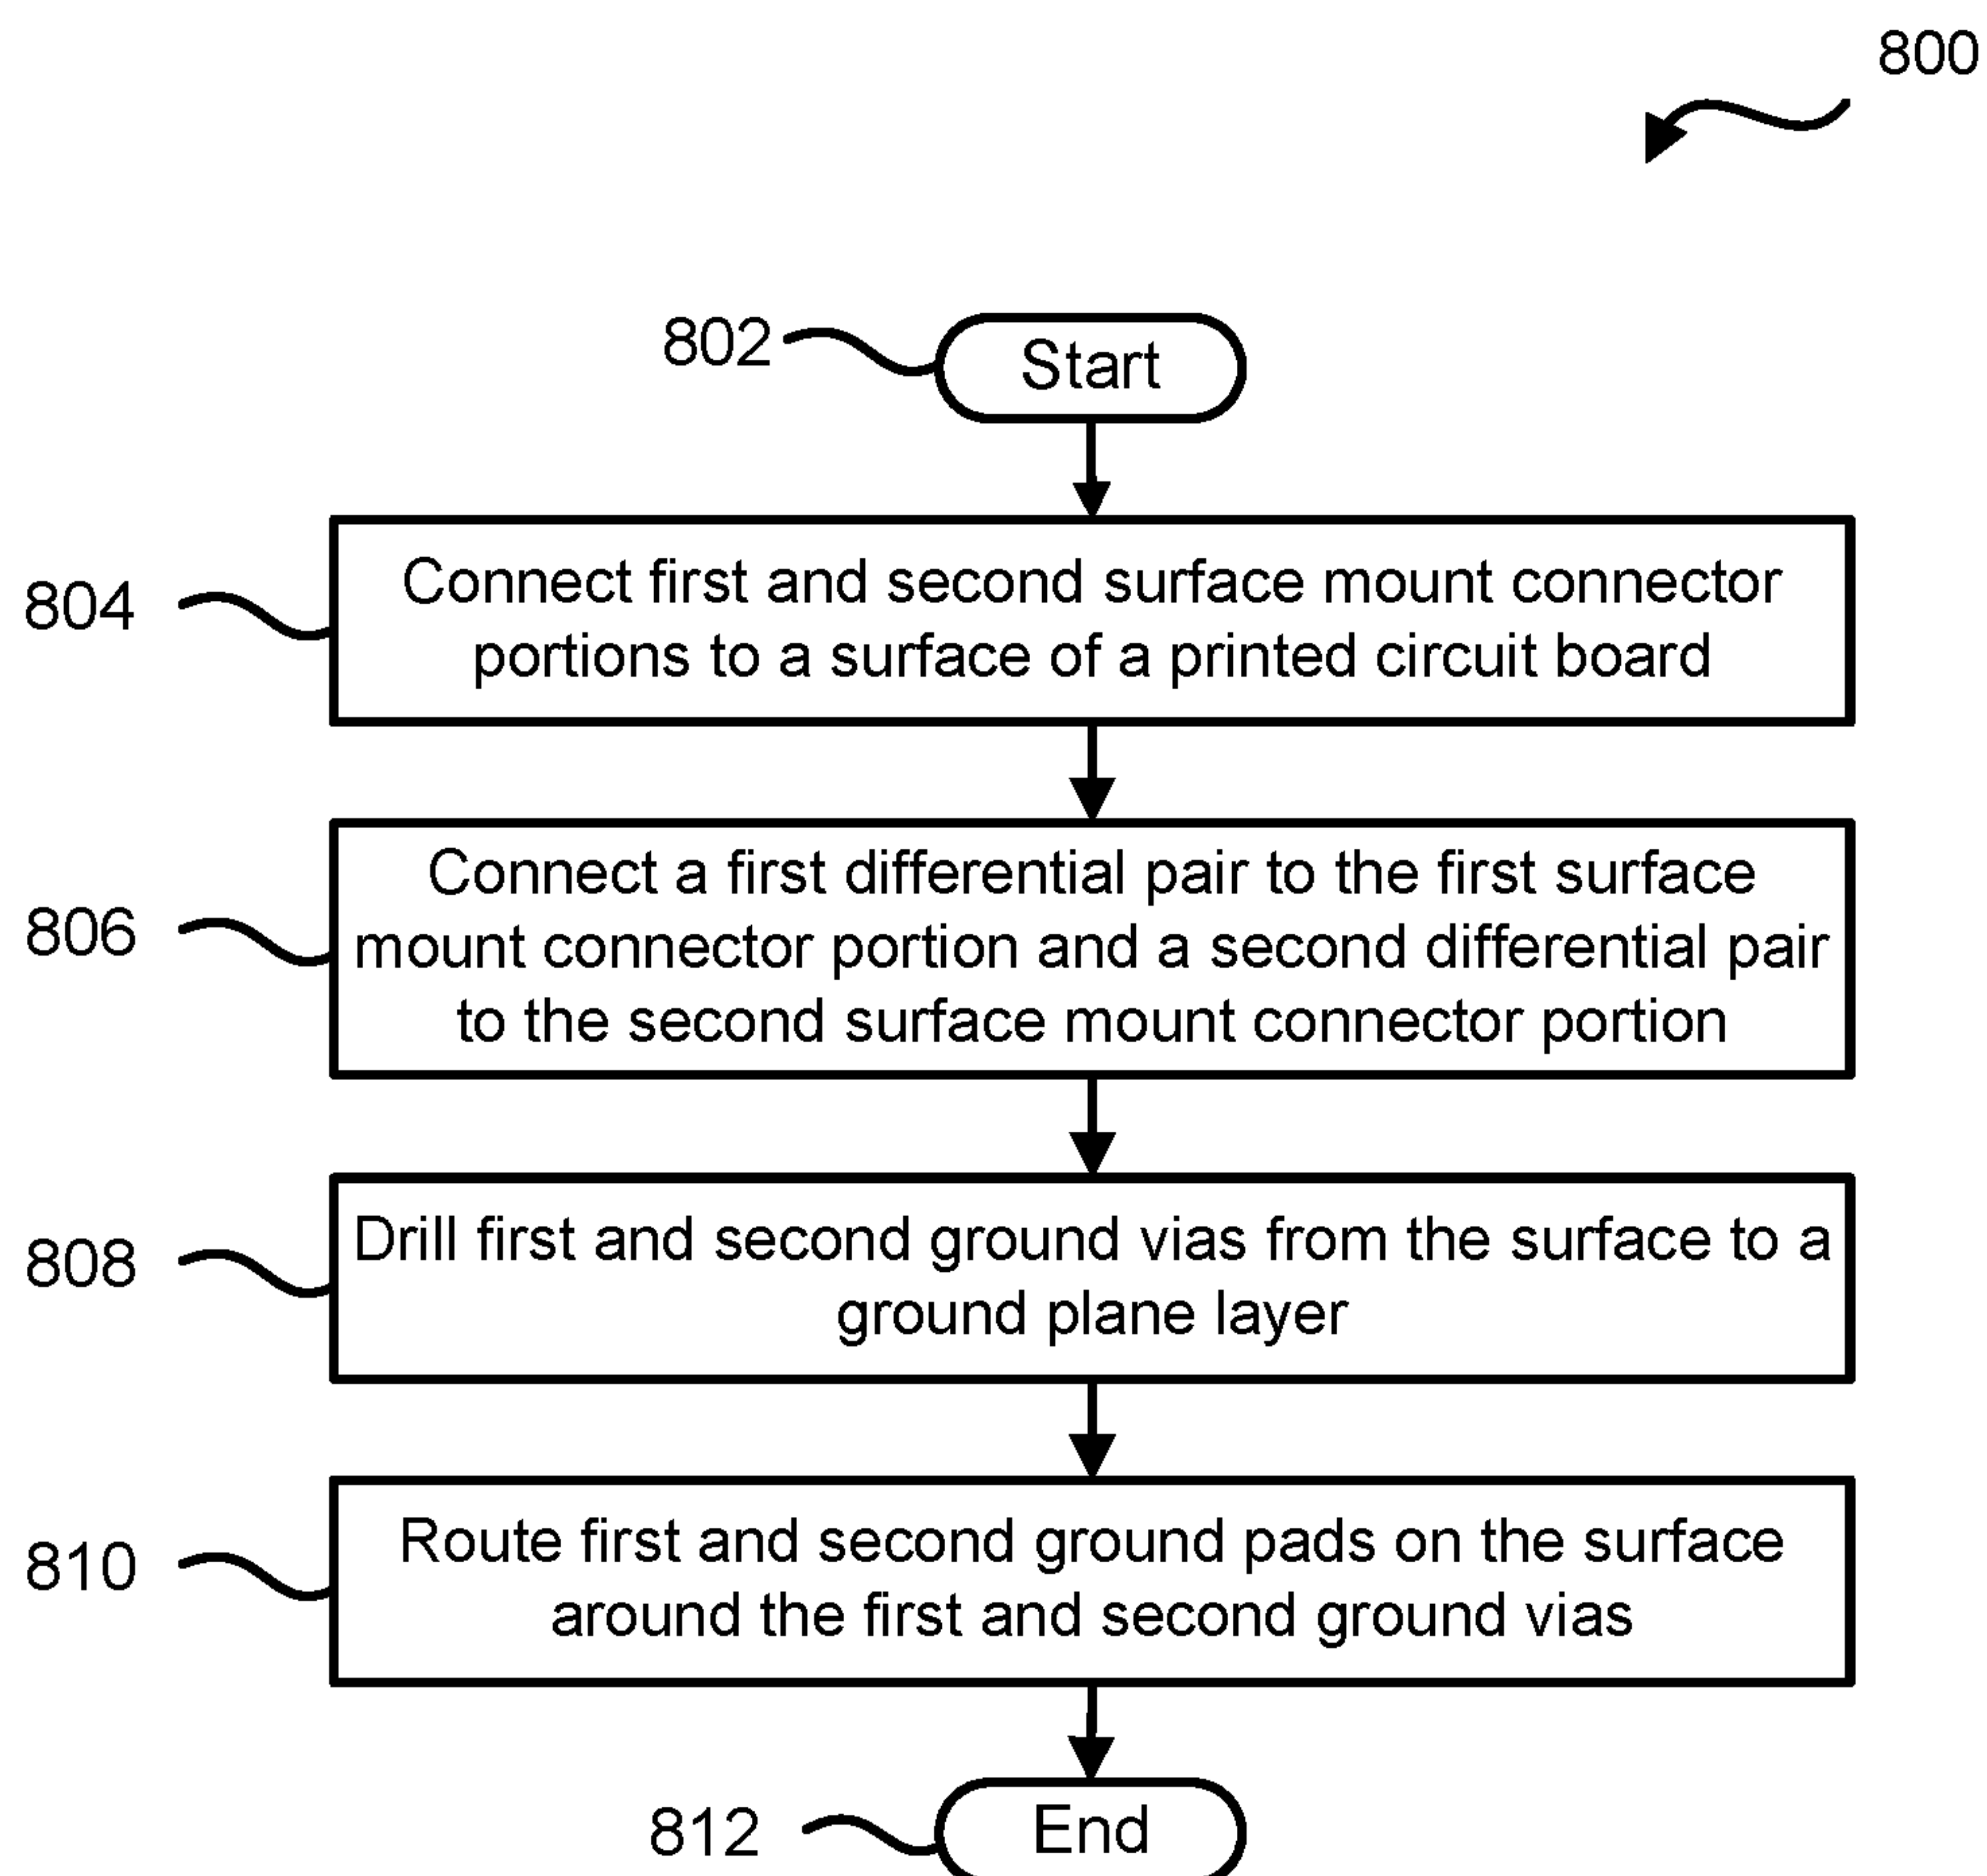 800
802
Start
804
Connect first and second surface mount connector
portions to a surface of a printed circuit board
806
Connect a first differential pair to the first surface
mount connector portion and a second differential pair
to the second surface mount connector portion
808
Drill first and second ground vias from the surface to a
ground plane layer
810
Route first and second ground pads on the surface
around the first and second ground vias
812
End